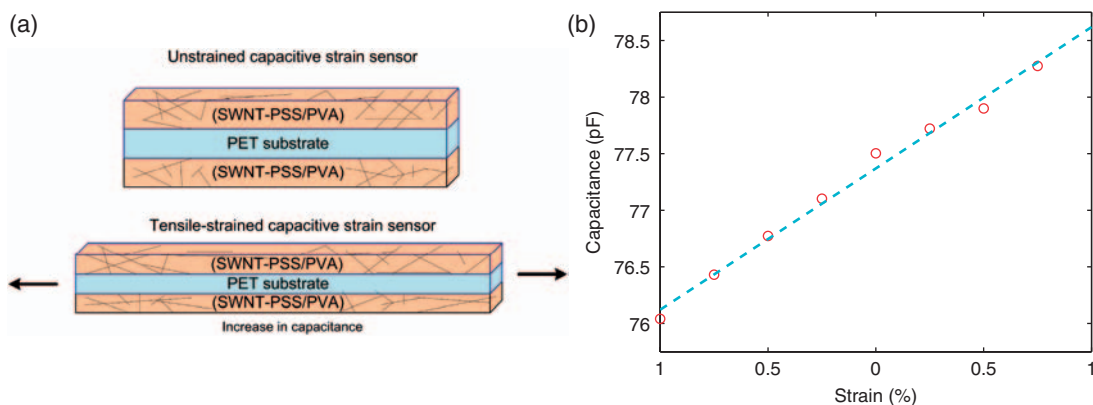 (a)
Unstrained capacitive strain sensor
(SWNT-PSS/PVA)
PET substrate
(SWNT-PSS/PVA)
Tensile-strained capacitive strain sensor
(SWNT-PSS/PVA)
PET substrate
(SWNT-PSS/PVA)
Increase in capacitance
(b)
Capacitance (pF)
78.5
78
77.5
77
76.5
76
1 0.5 0 0.5 1
Strain (%)